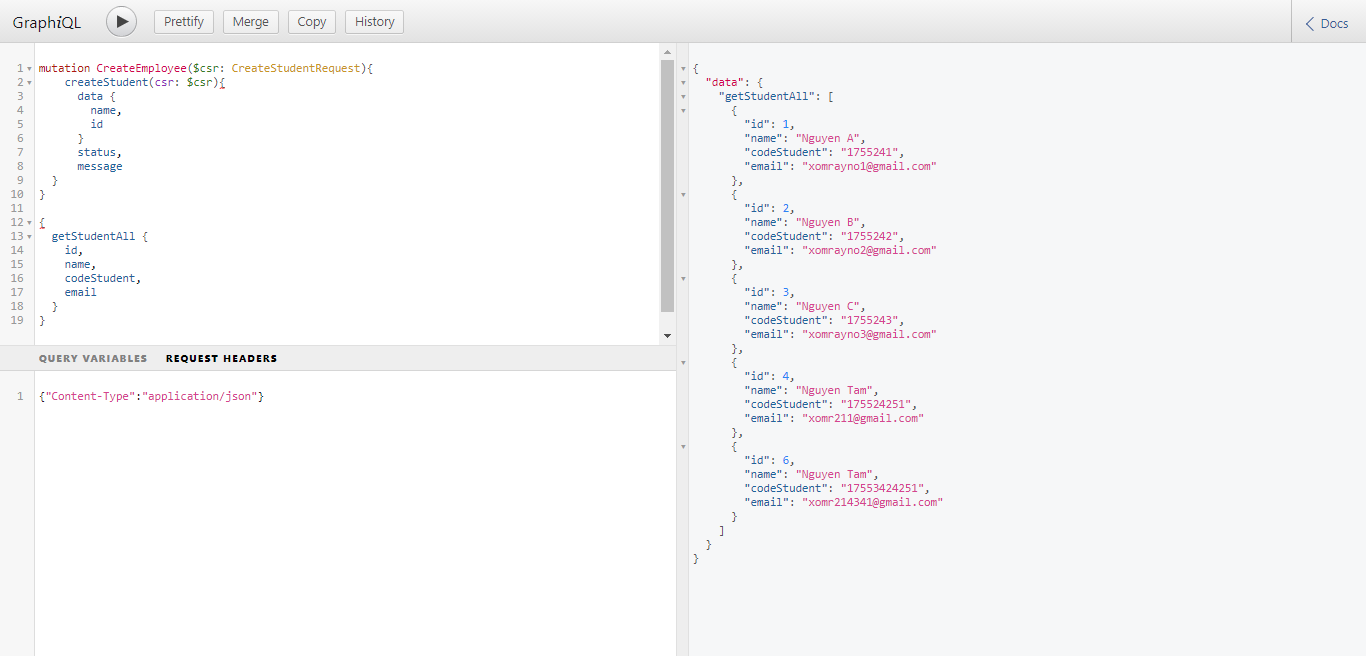 GraphiQL Prettify Merge Copy History Docs
1 mutation CreateEmployee($csr: CreateStudentRequest){
2 createStudent(csr: $csr){
3 data {
4 name,
5 id
6 }
7 status,
8 message
9 }
10 }
11
12 {
13 getStudentAll {
14 id,
15 name,
16 codeStudent,
17 email
18 }
19 }
QUERY VARIABLES REQUEST HEADERS
1 {"Content-Type":"application/json"}
{
"data": {
"getStudentAll": [
{
"id": 1,
"name": "Nguyen A",
"codeStudent": "1755241",
"email": "xomrayno1@gmail.com"
},
{
"id": 2,
"name": "Nguyen B",
"codeStudent": "1755242",
"email": "xomrayno2@gmail.com"
},
{
"id": 3,
"name": "Nguyen C",
"codeStudent": "1755243",
"email": "xomrayno3@gmail.com"
},
{
"id": 4,
"name": "Nguyen Tam",
"codeStudent": "175524251",
"email": "xomr211@gmail.com"
},
{
"id": 6,
"name": "Nguyen Tam",
"codeStudent": "17553424251",
"email": "xomr214341@gmail.com"
}
]
}
}